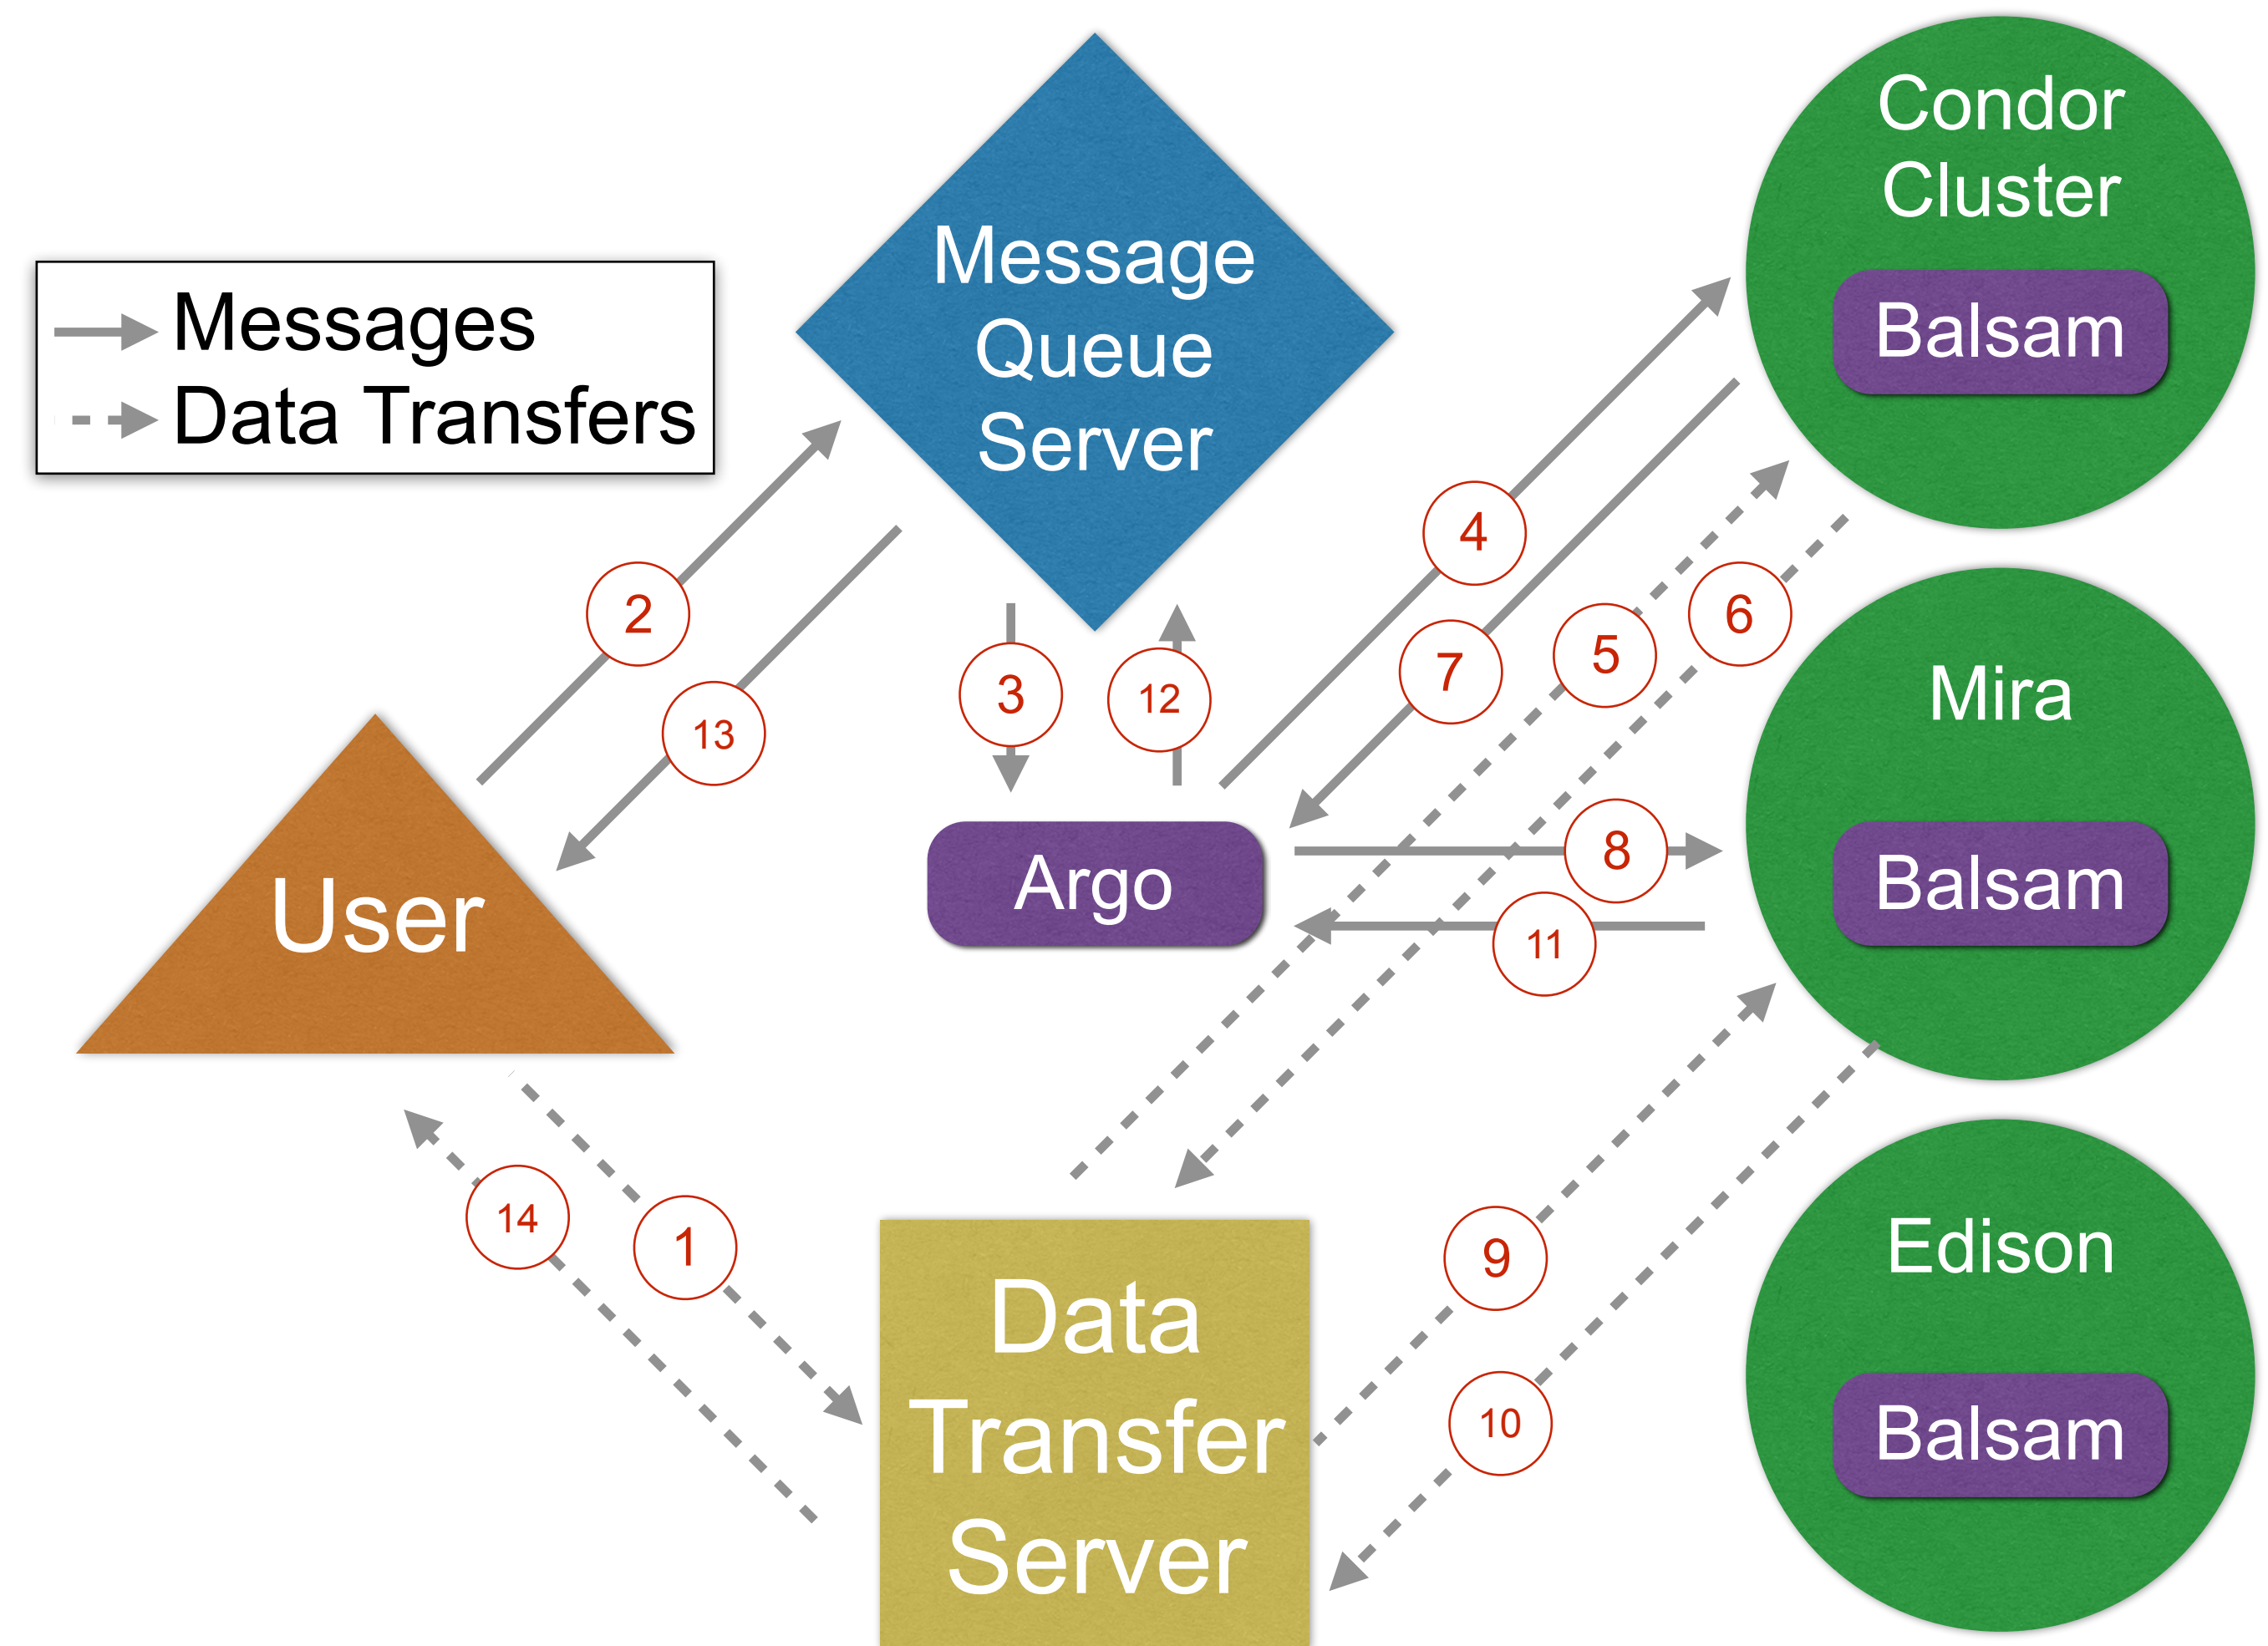 Messages
Data Transfers
Message
Queue
Server
Condor
Cluster
Balsam
2
13
3
12
4
7
5
6
User
Argo
8
11
Mira
Balsam
14
1
9
10
Data
Transfer
Server
Edison
Balsam